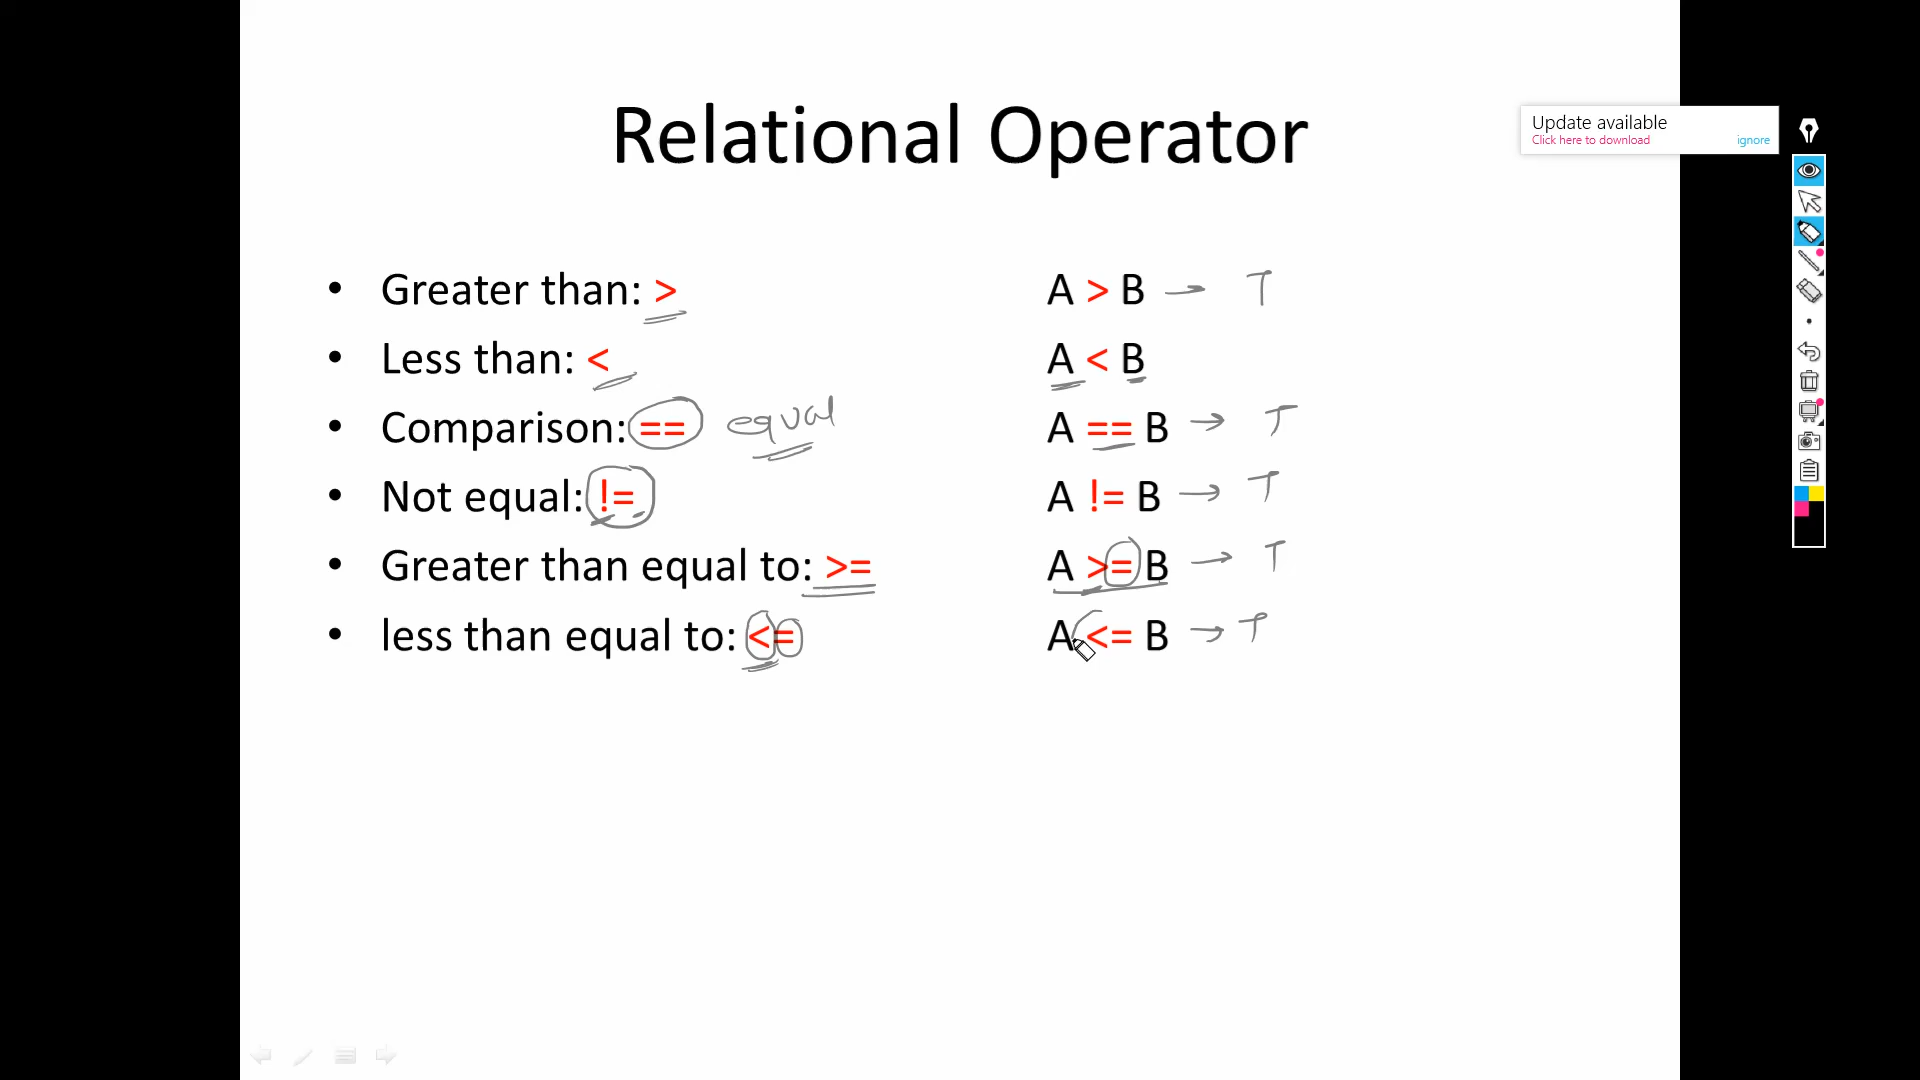 Relational Operator
Update available
Click here to download ignore
• Greater than: > A > B → T
• Less than: < A < B
• Comparison: == equal A == B → T
• Not equal: != A != B → T
• Greater than equal to: >= A >= B → T
• less than equal to: <= A <= B → T